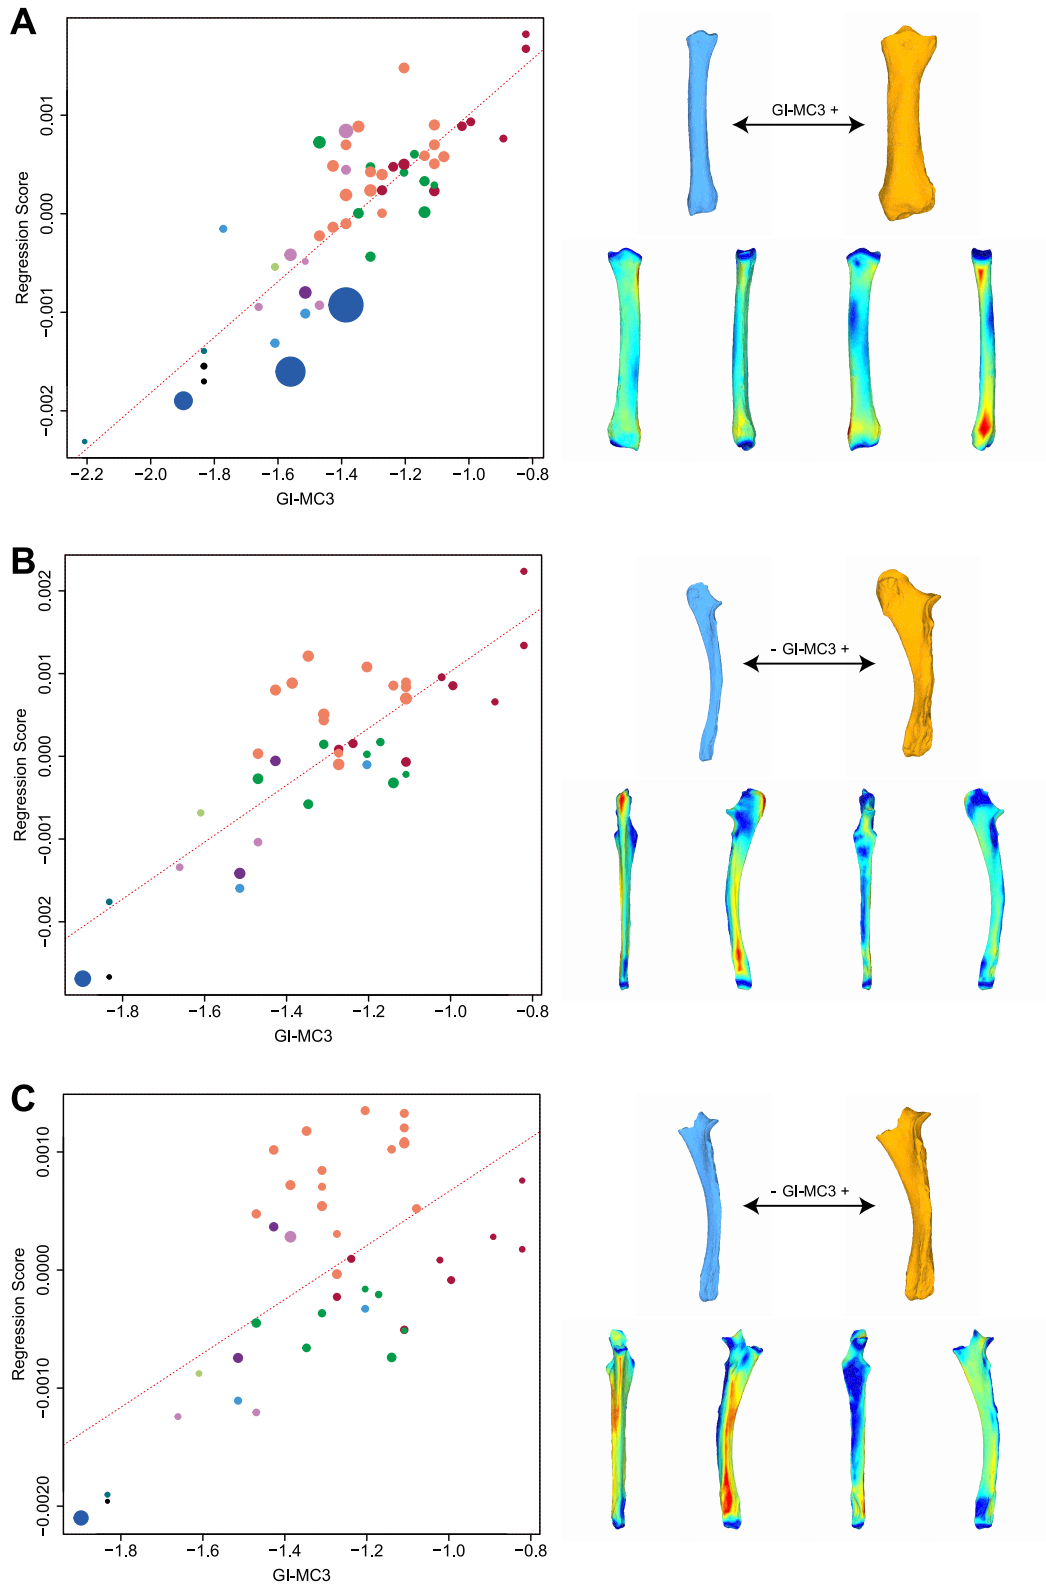 A
Regression Score
0.001
0.000
−0.001
−0.002
−2.2 −2.0 −1.8 −1.6 −1.4 −1.2 −1.0 −0.8
GI-MC3
GI-MC3 +
B
Regression Score
0.002
0.001
0.000
−0.001
−0.002
−1.8 −1.6 −1.4 −1.2 −1.0 −0.8
GI-MC3
- GI-MC3 +
C
Regression Score
0.0010
0.0000
−0.0010
−0.0020
−1.8 −1.6 −1.4 −1.2 −1.0 −0.8
GI-MC3
- GI-MC3 +